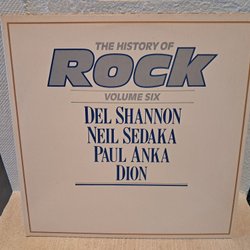 THE HISTORY OF
Rock
VOLUME SIX
DEL SHANNON
NEIL SEDAKA
PAUL ANKA
DION